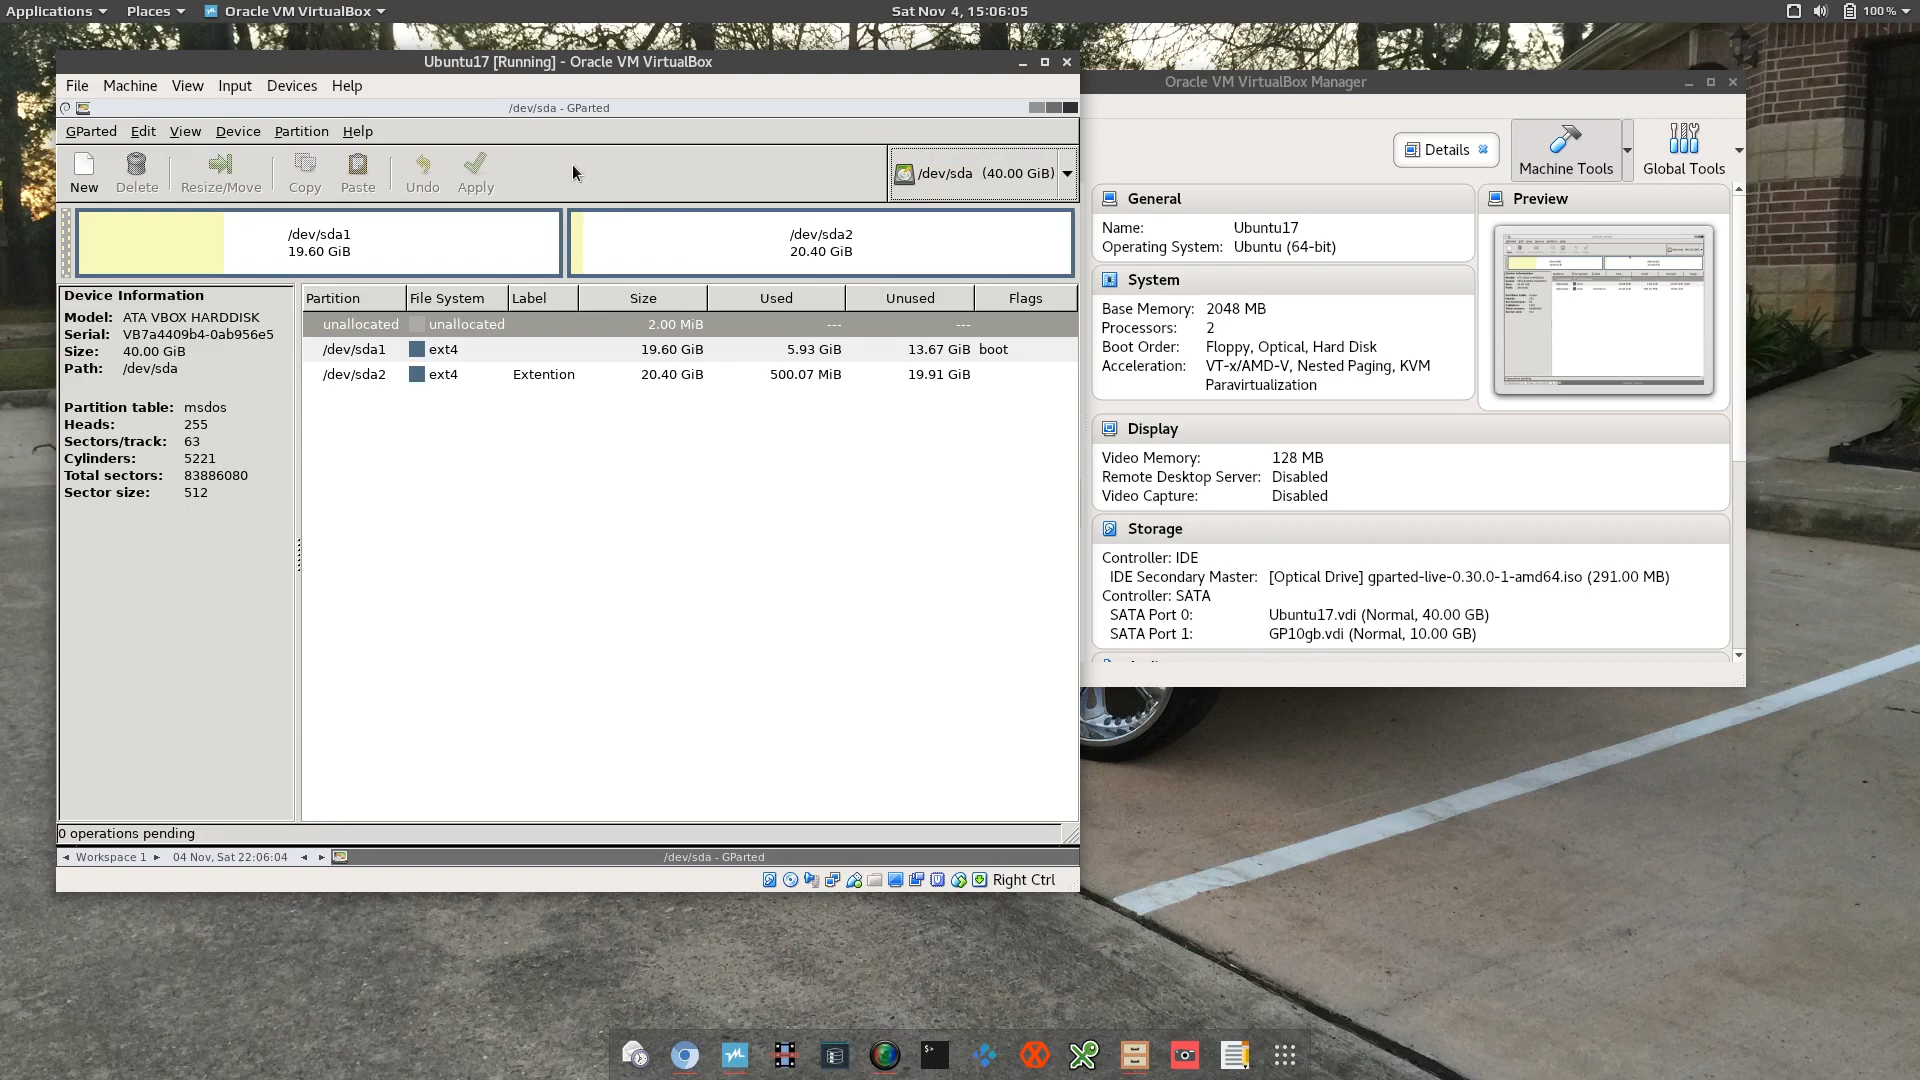 Applications Places Oracle VM VirtualBox Sat Nov 4, 15:06:05 100 %
Ubuntu17 [Running] - Oracle VM VirtualBox
File Machine View Input Devices Help
/dev/sda - GParted
GParted Edit View Device Partition Help
New Delete Resize/Move Copy Paste Undo Apply
/dev/sda (40.00 GiB)
/dev/sda1
19.60 GiB
/dev/sda2
20.40 GiB
Device Information
Model: ATA VBOX HARDDISK
Serial: VB7a4409b4-0ab956e5
Size: 40.00 GiB
Path: /dev/sda
Partition table: msdos
Heads: 255
Sectors/track: 63
Cylinders: 5221
Total sectors: 83886080
Sector size: 512
Partition File System Label Size Used Unused Flags
unallocated unallocated 2.00 MiB --- ---
/dev/sda1 ext4 19.60 GiB 5.93 GiB 13.67 GiB boot
/dev/sda2 ext4 Extention 20.40 GiB 500.07 MiB 19.91 GiB
0 operations pending
Workspace 1 04 Nov, Sat 22:06:04 /dev/sda - GParted
Right Ctrl
Oracle VM VirtualBox Manager
Details Machine Tools Global Tools
General
Name: Ubuntu17
Operating System: Ubuntu (64-bit)
Preview
System
Base Memory: 2048 MB
Processors: 2
Boot Order: Floppy, Optical, Hard Disk
Acceleration: VT-x/AMD-V, Nested Paging, KVM
Paravirtualization
Display
Video Memory: 128 MB
Remote Desktop Server: Disabled
Video Capture: Disabled
Storage
Controller: IDE
IDE Secondary Master: [Optical Drive] gparted-live-0.30.0-1-amd64.iso (291.00 MB)
Controller: SATA
SATA Port 0: Ubuntu17.vdi (Normal, 40.00 GB)
SATA Port 1: GP10gb.vdi (Normal, 10.00 GB)